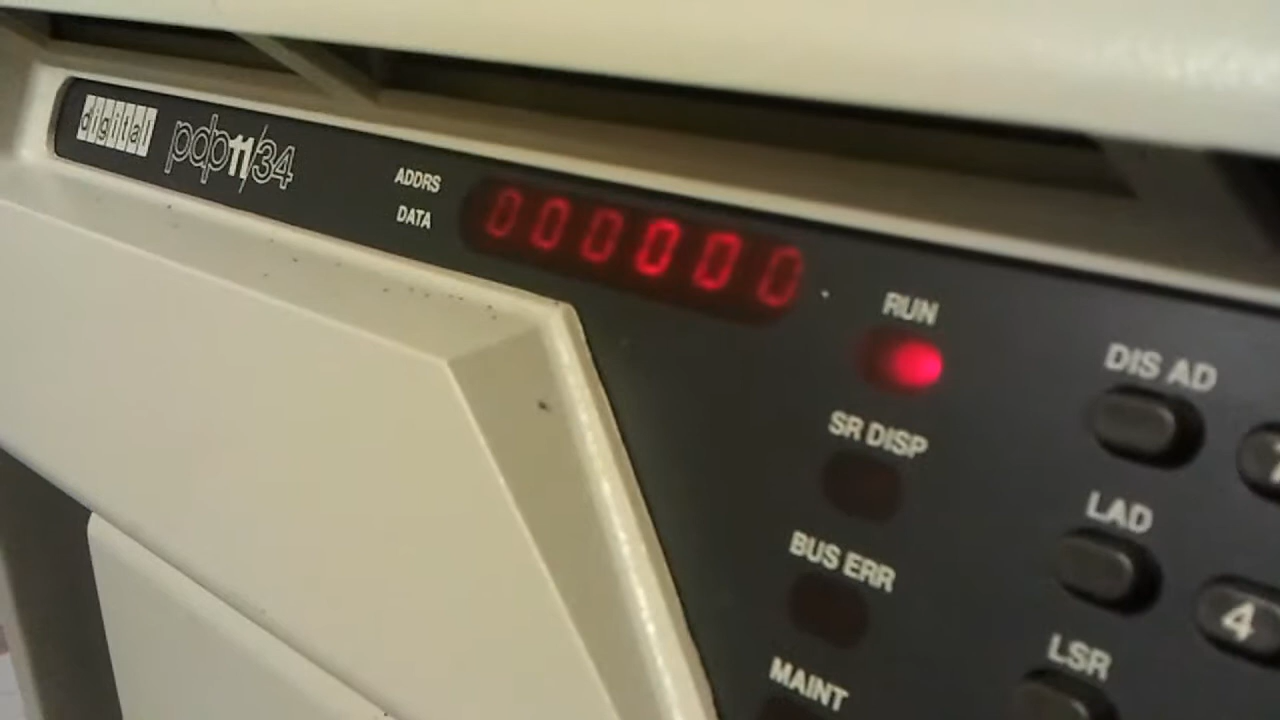 digital pdp11/34
ADDRS
DATA
000000
RUN
SR DISP
BUS ERR
MAINT
DIS AD
LAD
LSR
4